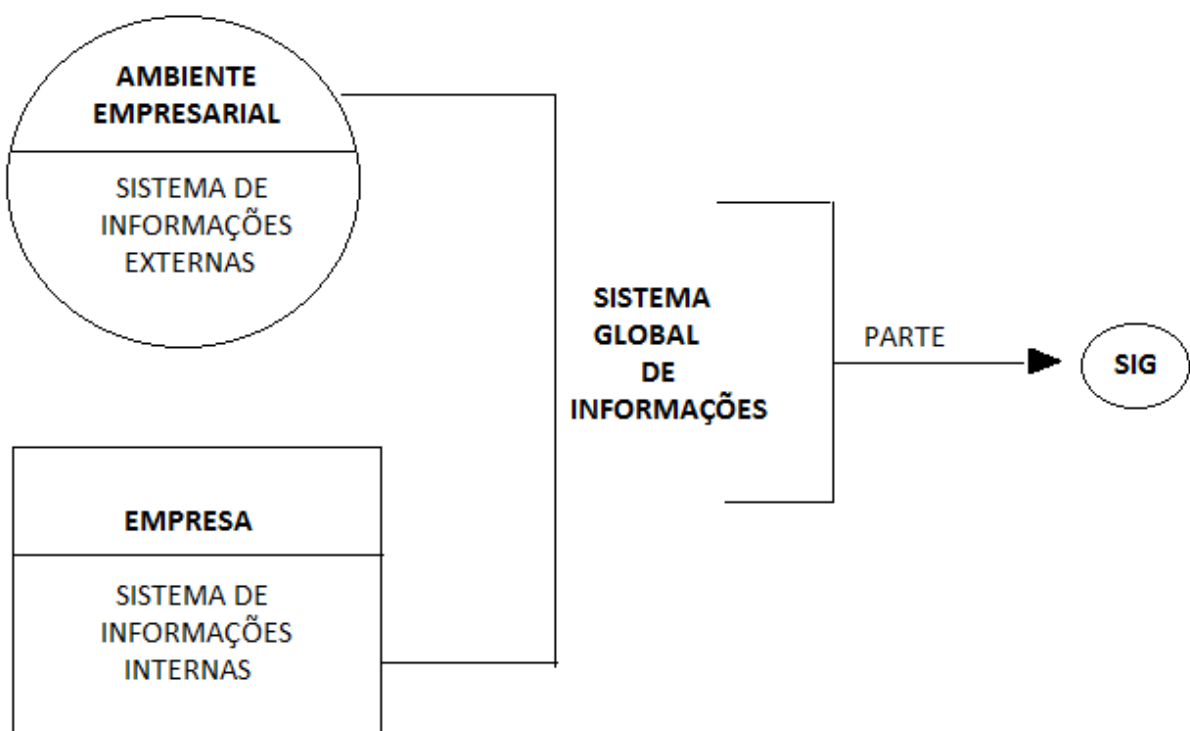 AMBIENTE
EMPRESARIAL
SISTEMA DE
INFORMAÇÕES
EXTERNAS
EMPRESA
SISTEMA DE
INFORMAÇÕES
INTERNAS
SISTEMA
GLOBAL
DE
INFORMAÇÕES
PARTE
SIG